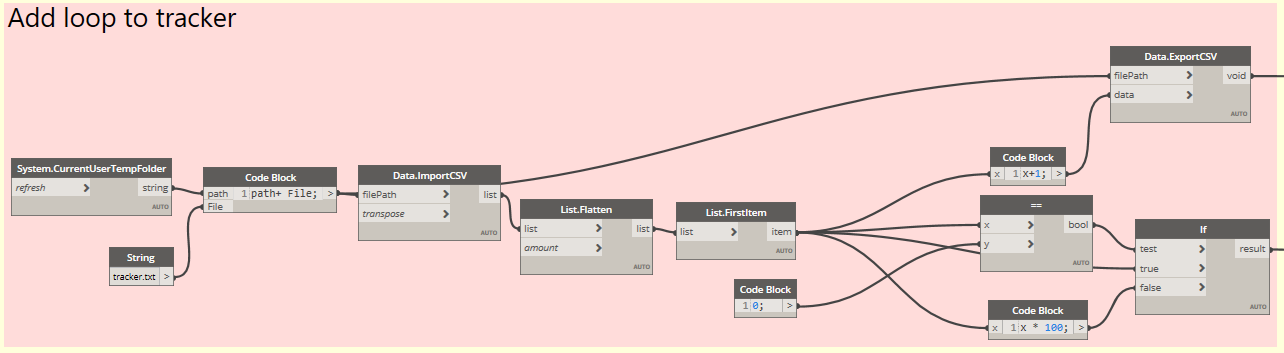 Add loop to tracker
System.CurrentUserTempFolder
refresh > string
AUTO
String
tracker.txt >
Code Block
path 1 path+ File; >
File
Data.ImportCSV
filePath > list
transpose >
AUTO
List.Flatten
list > list
amount >
AUTO
List.FirstItem
list > item
AUTO
Code Block
1 0; >
Code Block
x 1 x+1; >
==
x > bool
y >
AUTO
Code Block
x 1 x * 100; >
Data.ExportCSV
filePath > void
data >
AUTO
If
test > result
true >
false >
AUTO